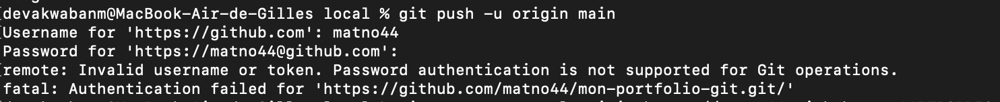 devakwabanm@MacBook-Air-de-Gilles local % git push -u origin main
Username for 'https://github.com': matno44
Password for 'https://matno44@github.com':
remote: Invalid username or token. Password authentication is not supported for Git operations.
fatal: Authentication failed for 'https://github.com/matno44/mon-portfolio-git.git/'